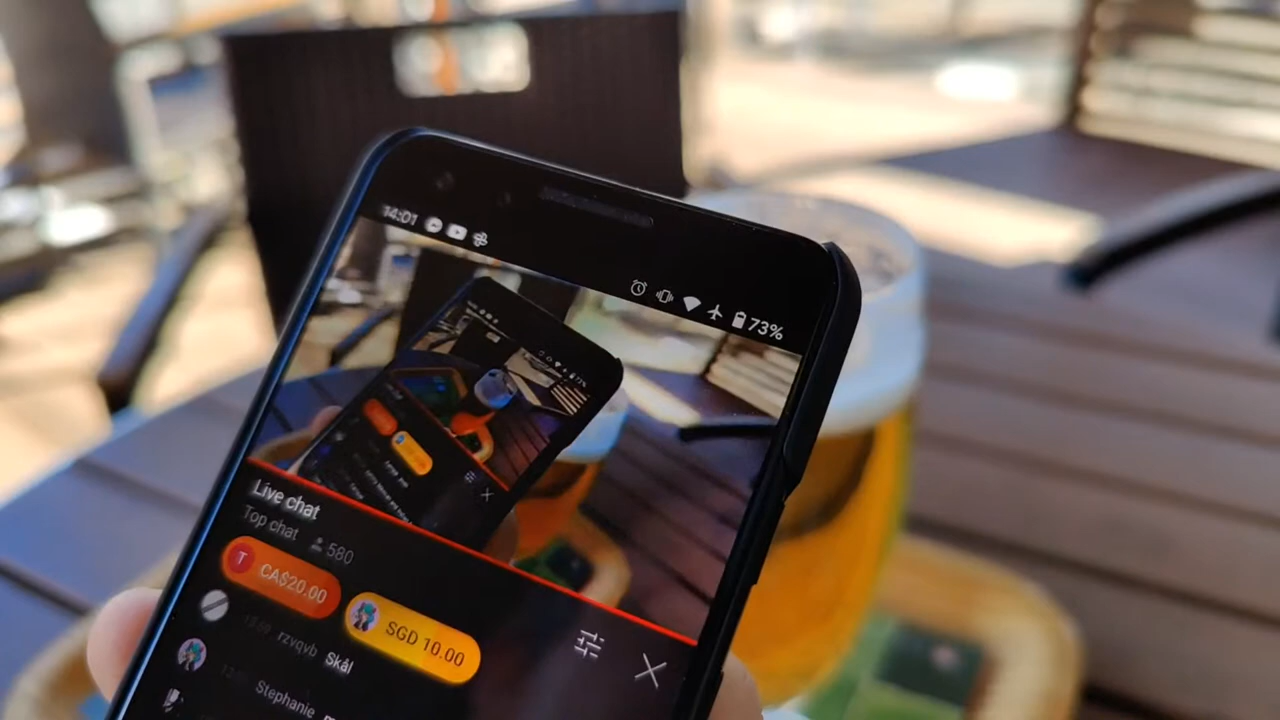 14:01
73%
Live chat
Top chat 580
CA$20.00
SGD 10.00
T
rzvqvb Skål
Stephanie